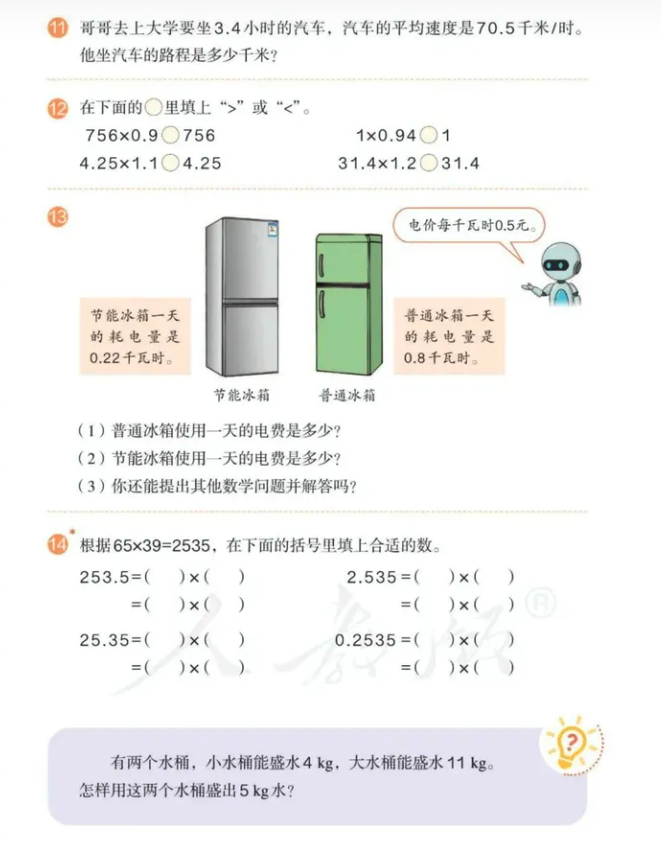 11 哥哥去上大学要坐3.4小时的汽车，汽车的平均速度是70.5千米/时。
他坐汽车的路程是多少千米？
12 在下面的○里填上“>”或“<”。
756×0.9○756 1×0.94○1
4.25×1.1○4.25 31.4×1.2○31.4
13
电价每千瓦时0.5元。
节能冰箱一天
的耗电量是
0.22千瓦时。
普通冰箱一天
的耗电量是
0.8千瓦时。
节能冰箱 普通冰箱
（1）普通冰箱使用一天的电费是多少？
（2）节能冰箱使用一天的电费是多少？
（3）你还能提出其他数学问题并解答吗？
14* 根据65×39=2535，在下面的括号里填上合适的数。
253.5=( )×( ) 2.535=( )×( )
=( )×( ) =( )×( )
25.35=( )×( ) 0.2535=( )×( )
=( )×( ) =( )×( )
人教版®
?
有两个水桶，小水桶能盛水4 kg，大水桶能盛水11 kg。
怎样用这两个水桶盛出5 kg水？